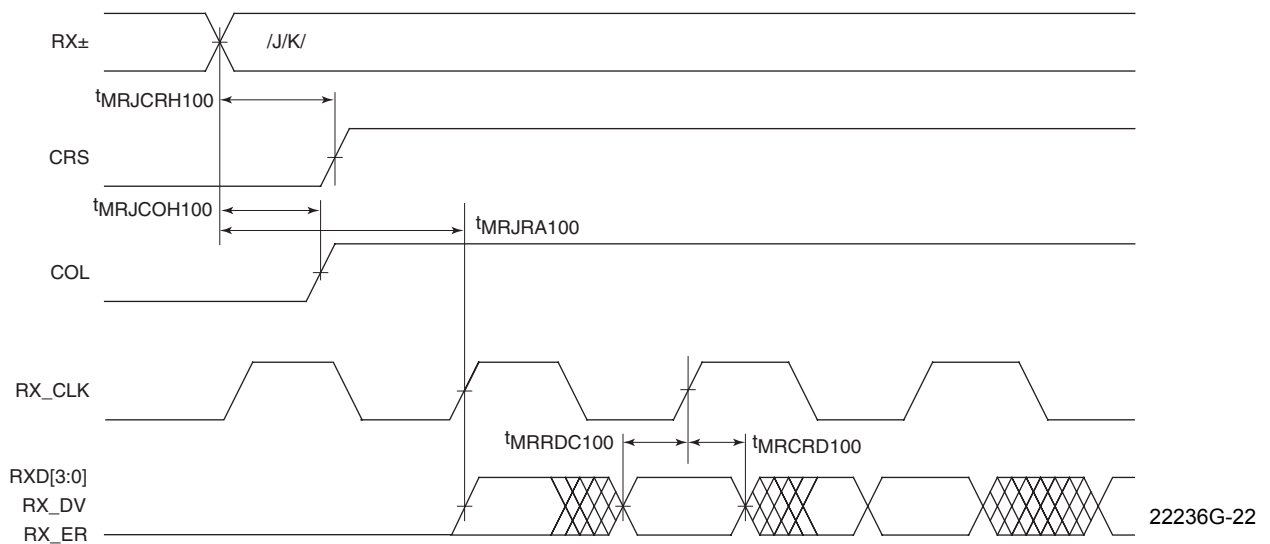 RX± /J/K/
tMRJCRH100
CRS
tMRJCOH100
tMRJRA100
COL
RX_CLK
tMRRDC100 tMRCRD100
RXD[3:0]
RX_DV
RX_ER
22236G-22